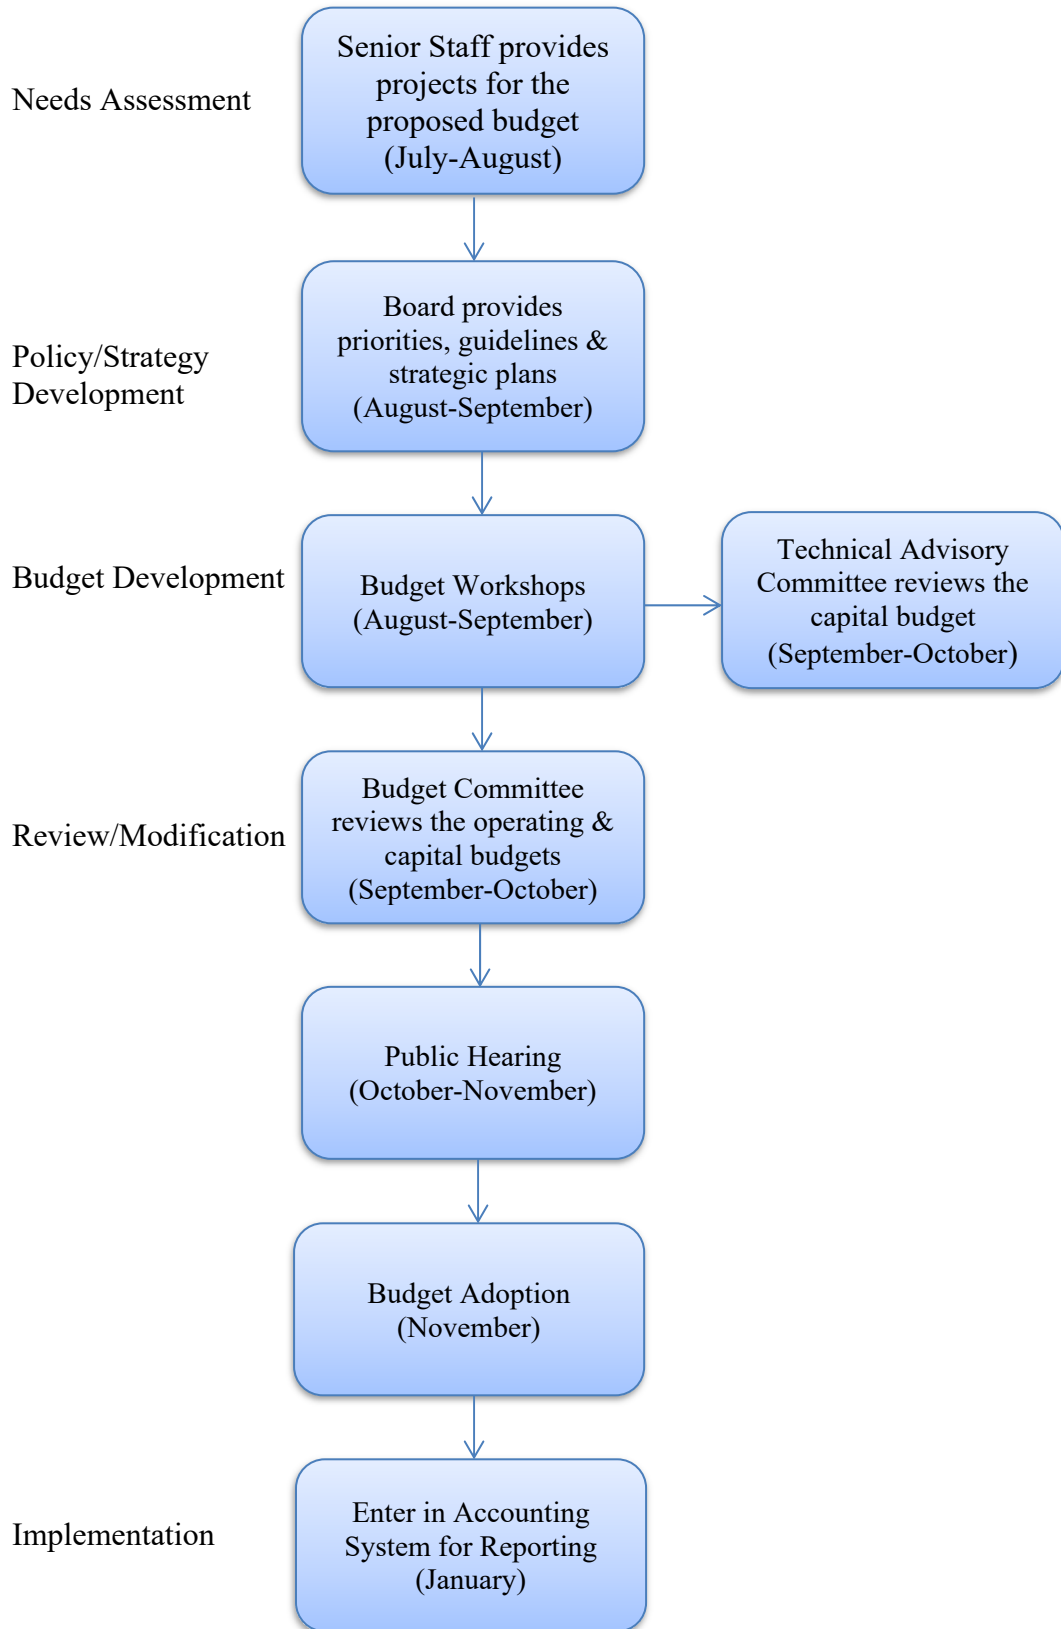 Needs Assessment
Senior Staff provides
projects for the
proposed budget
(July-August)
Policy/Strategy
Development
Board provides
priorities, guidelines &
strategic plans
(August-September)
Budget Development
Budget Workshops
(August-September)
Technical Advisory
Committee reviews the
capital budget
(September-October)
Review/Modification
Budget Committee
reviews the operating &
capital budgets
(September-October)
Public Hearing
(October-November)
Budget Adoption
(November)
Implementation
Enter in Accounting
System for Reporting
(January)